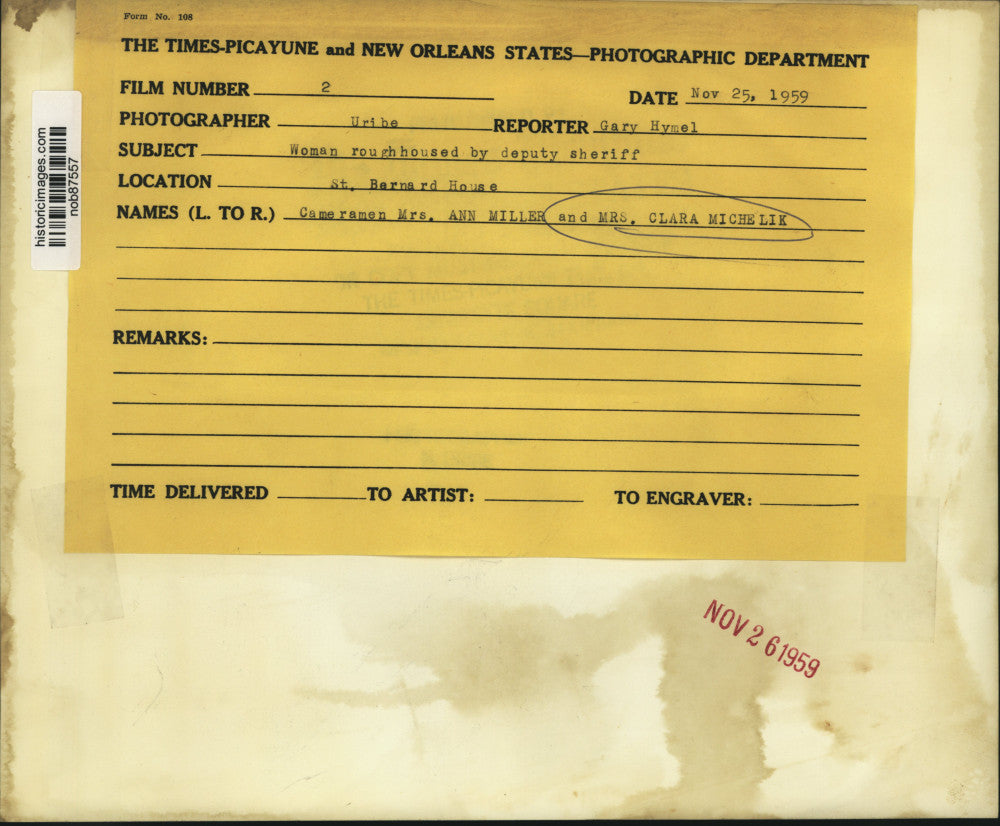 Form No. 108
THE TIMES-PICAYUNE and NEW ORLEANS STATES—PHOTOGRAPHIC DEPARTMENT
FILM NUMBER 2
DATE Nov 25, 1959
PHOTOGRAPHER Uribe REPORTER Gary Hymel
SUBJECT Woman roughhoused by deputy sheriff
LOCATION St. Bernard House
NAMES (L. TO R.) Cameramen Mrs. ANN MILLER and MRS. CLARA MICHELIK
REMARKS:
TIME DELIVERED TO ARTIST: TO ENGRAVER:
historicimages.com
nob87557
NOV 26 1959